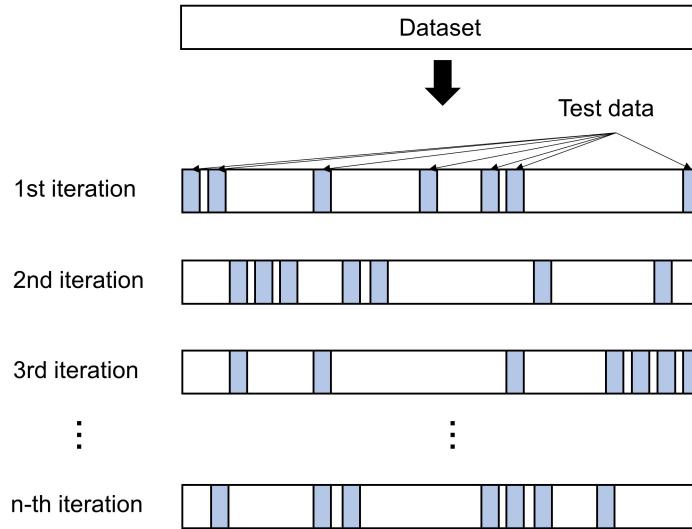 Dataset
Test data
1st iteration
2nd iteration
3rd iteration
n-th iteration